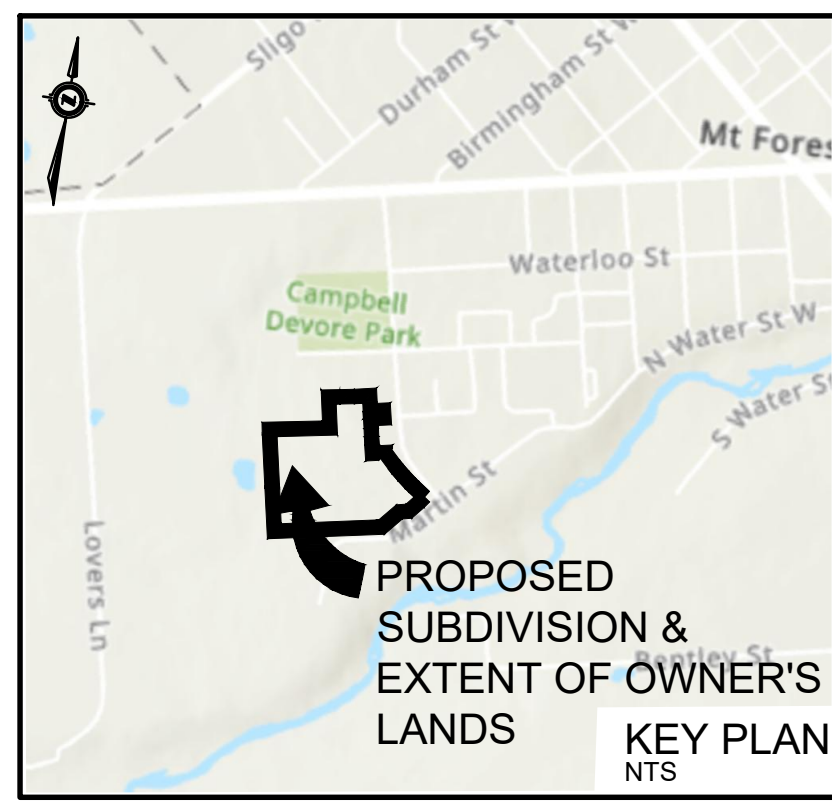 Sligo
Durham St
Birmingham St W
Mt Fores
Waterloo St
Campbell
Devore Park
N Water St W
S Water St
Martin St
Lovers Ln
PROPOSED
SUBDIVISION &
EXTENT OF OWNER'S
LANDS
Bentley St
KEY PLAN
NTS
N